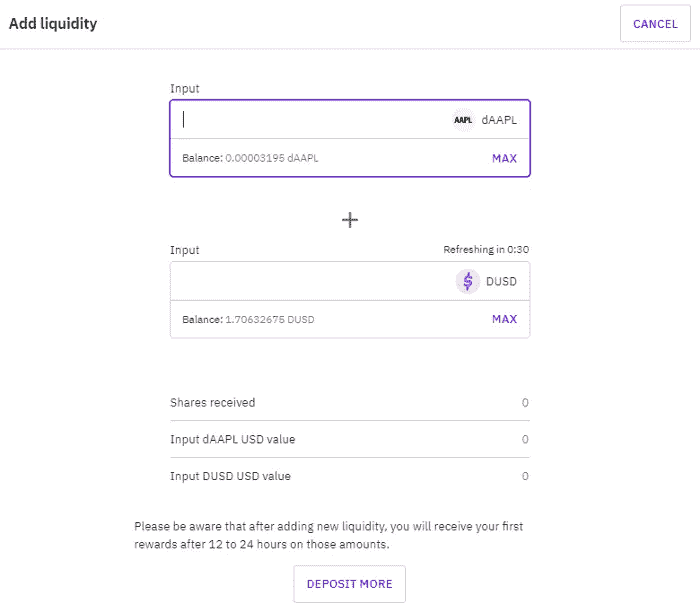 Add liquidity
CANCEL
Input
AAPL dAAPL
Balance: 0.00003195 dAAPL MAX
Input Refreshing in 0:30
$ DUSD
Balance: 1.70632675 DUSD MAX
Shares received 0
Input dAAPL USD value 0
Input DUSD USD value 0
Please be aware that after adding new liquidity, you will receive your first
rewards after 12 to 24 hours on those amounts.
DEPOSIT MORE